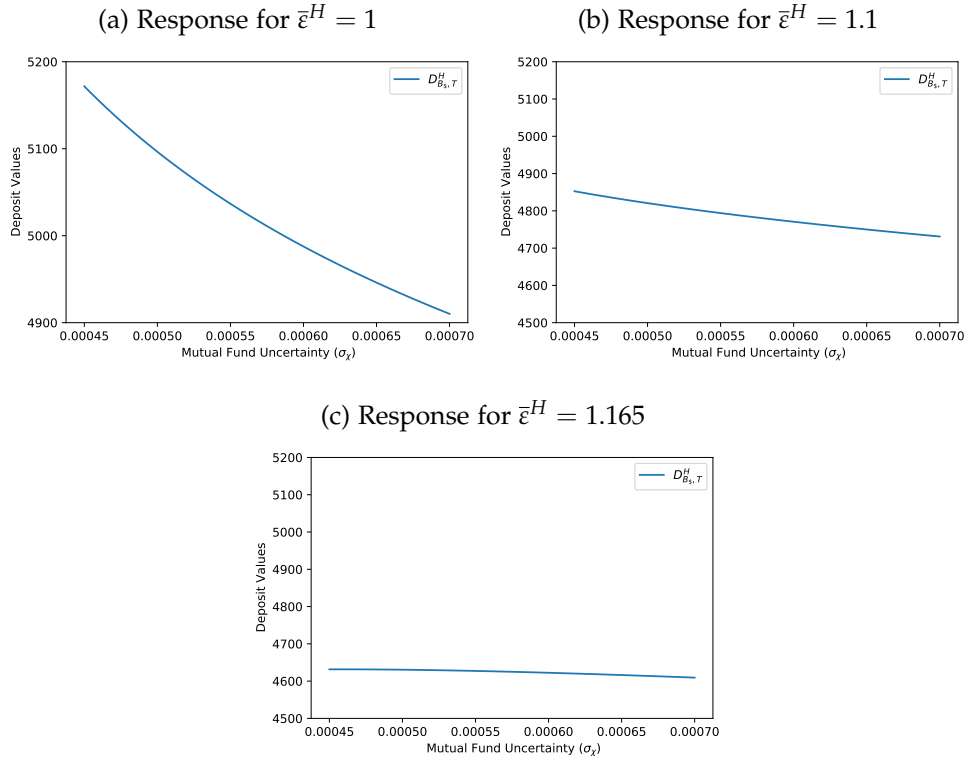 (a) Response for ε̅^H = 1
5200
5100
5000
4900
Deposit Values
D^H_{B_$,T}
0.00045 0.00050 0.00055 0.00060 0.00065 0.00070
Mutual Fund Uncertainty (σ_χ)
(b) Response for ε̅^H = 1.1
5200
5100
5000
4900
4800
4700
4600
4500
Deposit Values
D^H_{B_$,T}
0.00045 0.00050 0.00055 0.00060 0.00065 0.00070
Mutual Fund Uncertainty (σ_χ)
(c) Response for ε̅^H = 1.165
5200
5100
5000
4900
4800
4700
4600
4500
Deposit Values
D^H_{B_$,T}
0.00045 0.00050 0.00055 0.00060 0.00065 0.00070
Mutual Fund Uncertainty (σ_χ)